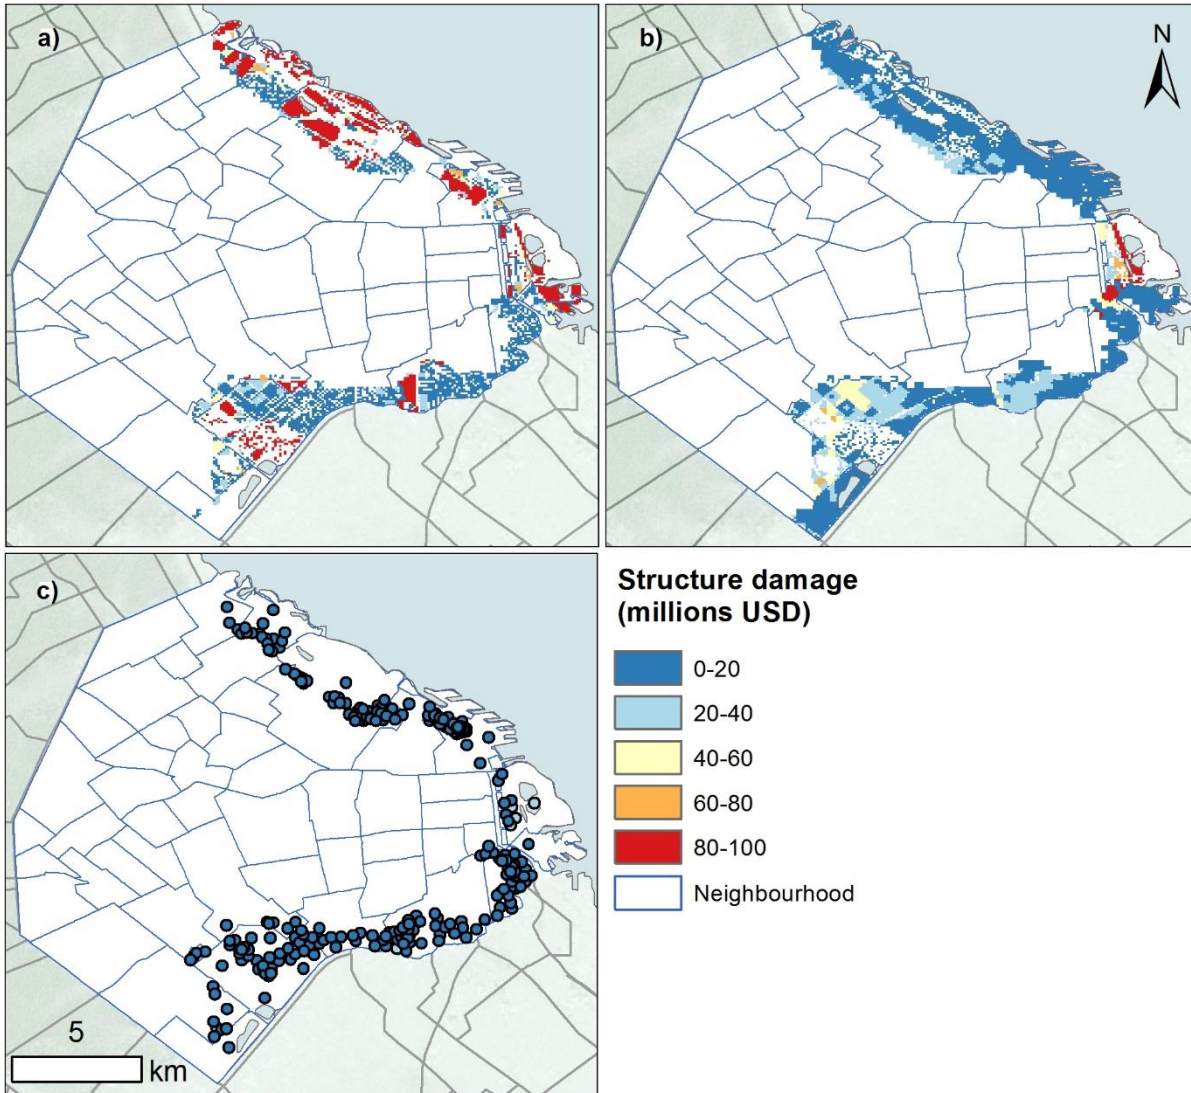 a)
b)
N
c)
Structure damage
(millions USD)
0-20
20-40
40-60
60-80
80-100
Neighbourhood
5
km